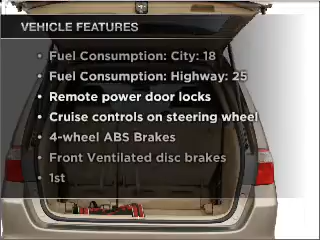 VEHICLE FEATURES
• Fuel Consumption: City: 18
• Fuel Consumption: Highway: 25
• Remote power door locks
• Cruise controls on steering wheel
• 4-wheel ABS Brakes
• Front Ventilated disc brakes
• 1st